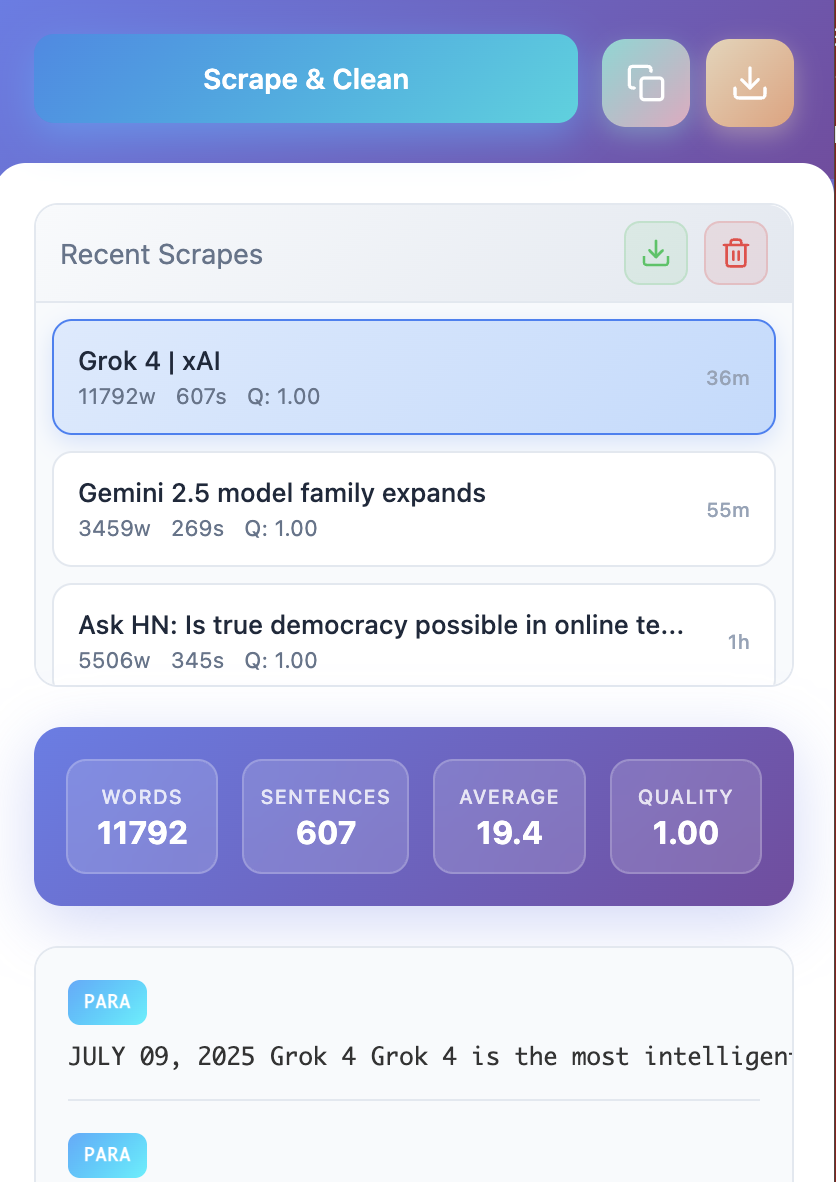 Scrape & Clean
Recent Scrapes
Grok 4 | xAI
11792w 607s Q: 1.00
36m
Gemini 2.5 model family expands
3459w 269s Q: 1.00
55m
Ask HN: Is true democracy possible in online te...
5506w 345s Q: 1.00
1h
WORDS
11792
SENTENCES
607
AVERAGE
19.4
QUALITY
1.00
PARA
JULY 09, 2025 Grok 4 Grok 4 is the most intelligent
PARA